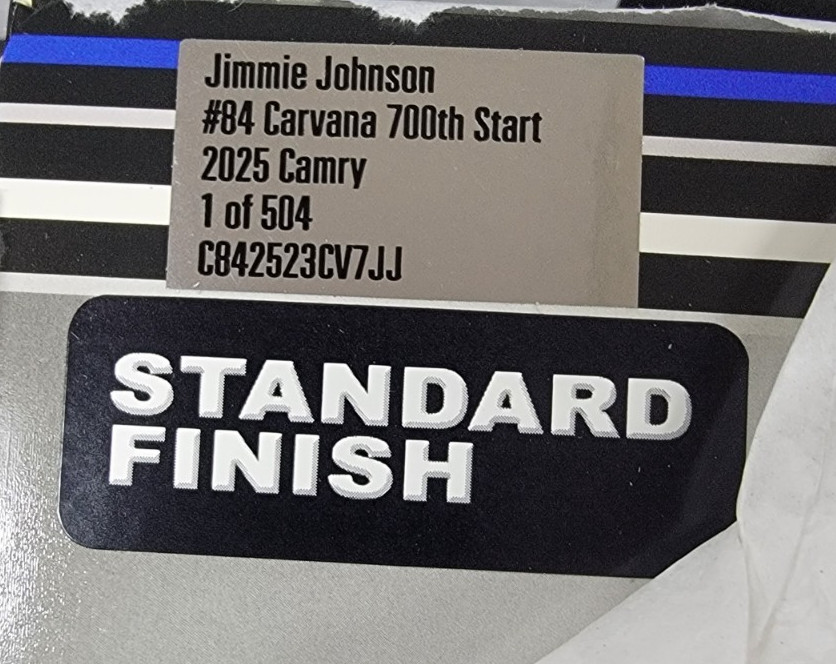 Jimmie Johnson
#84 Carvana 700th Start
2025 Camry
1 of 504
C842523CV7JJ
STANDARD
FINISH